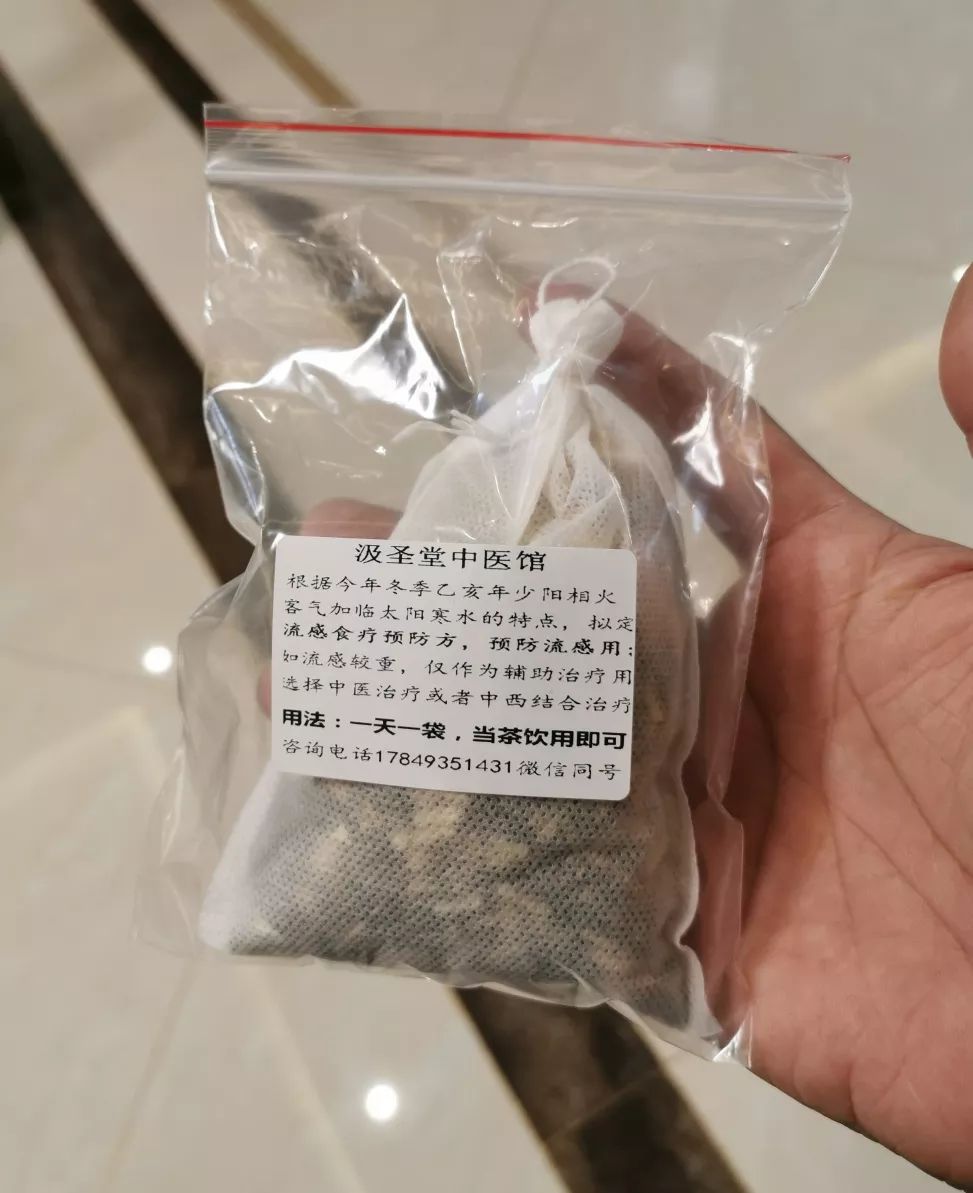 汲圣堂中医馆
根据今年冬季乙亥年少阳相火
客气加临太阳寒水的特点，拟定
流感食疗预防方，预防流感用；
如流感较重，仅作为辅助治疗用
选择中医治疗或者中西结合治疗
用法：一天一袋，当茶饮用即可
咨询电话17849351431微信同号